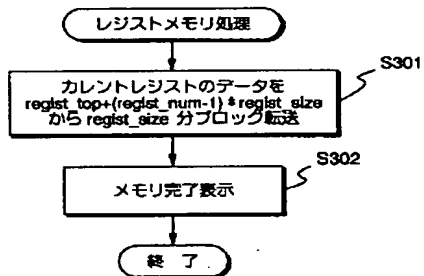 レジストメモリ処理
S301
カレントレジストのデータを
regist_top+(regist_num-1)*regist_size
から regist_size 分ブロック転送
S302
メモリ完了表示
終 了